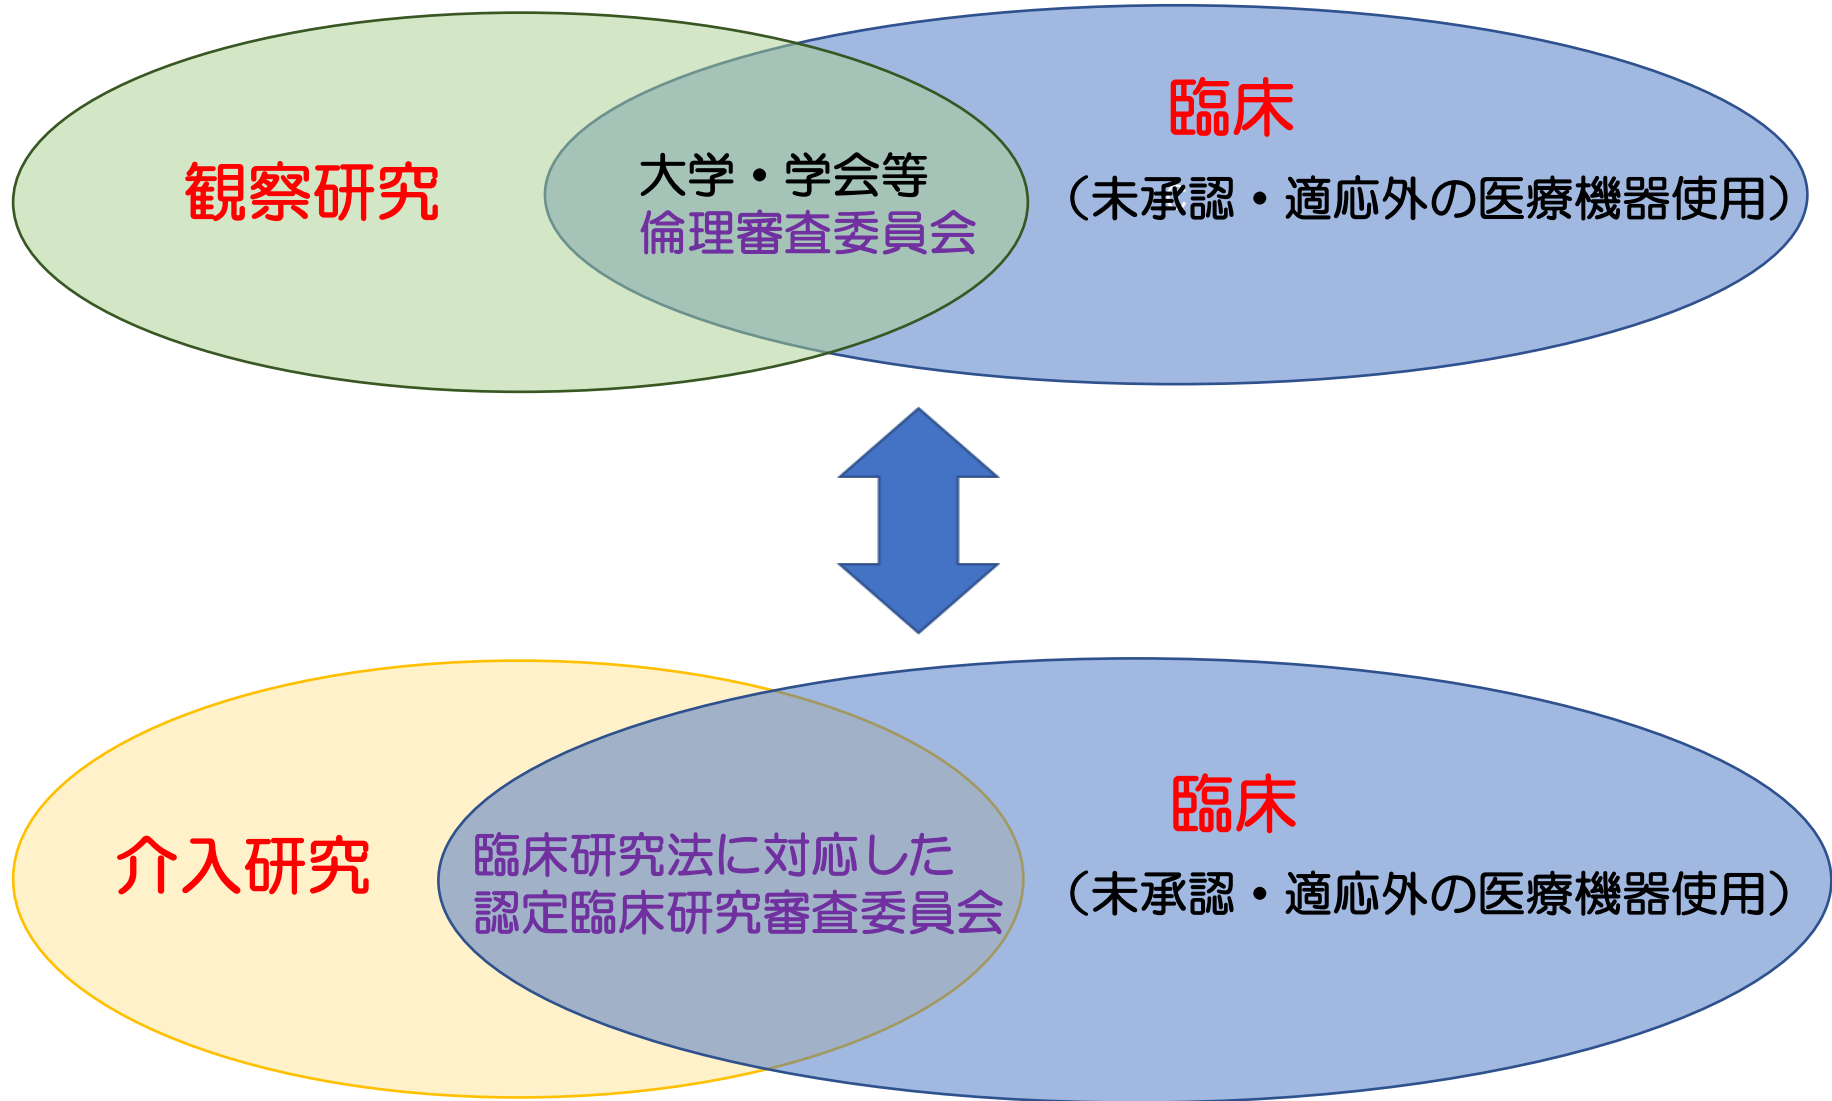 観察研究
大学・学会等
倫理審査委員会
臨床
（未承認・適応外の医療機器使用）
介入研究
臨床研究法に対応した
認定臨床研究審査委員会
臨床
（未承認・適応外の医療機器使用）